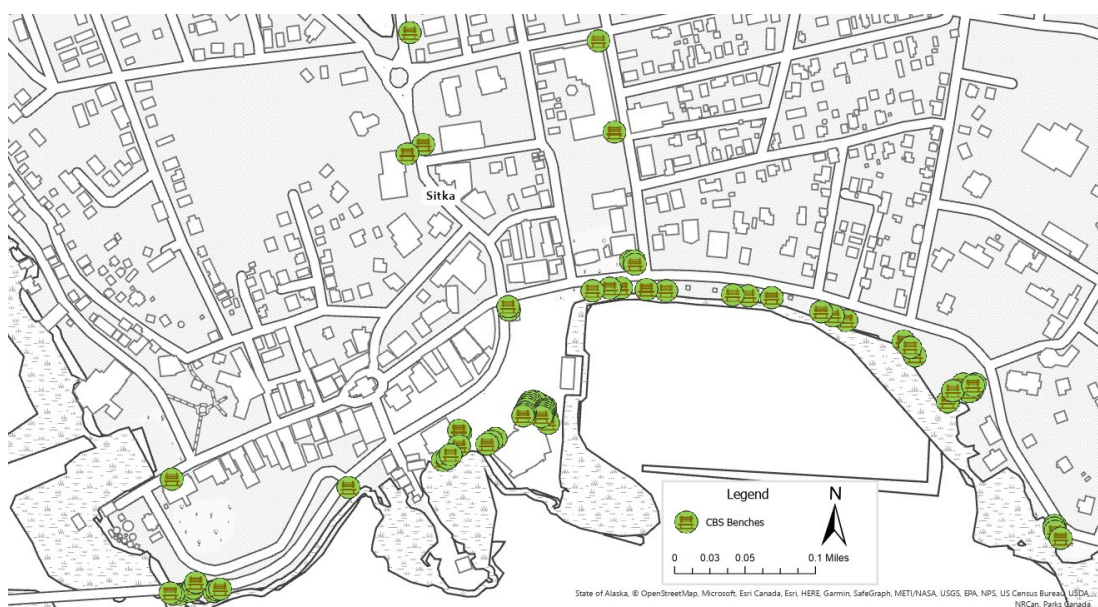 Sitka
Legend
N
CBS Benches
0 0.03 0.05 0.1 Miles
State of Alaska, © OpenStreetMap, Microsoft, Esri Canada, Esri, HERE, Garmin, SafeGraph, METI/NASA, USGS, EPA, NPS, US Census Bureau, USDA,
NRCan, Parks Canada